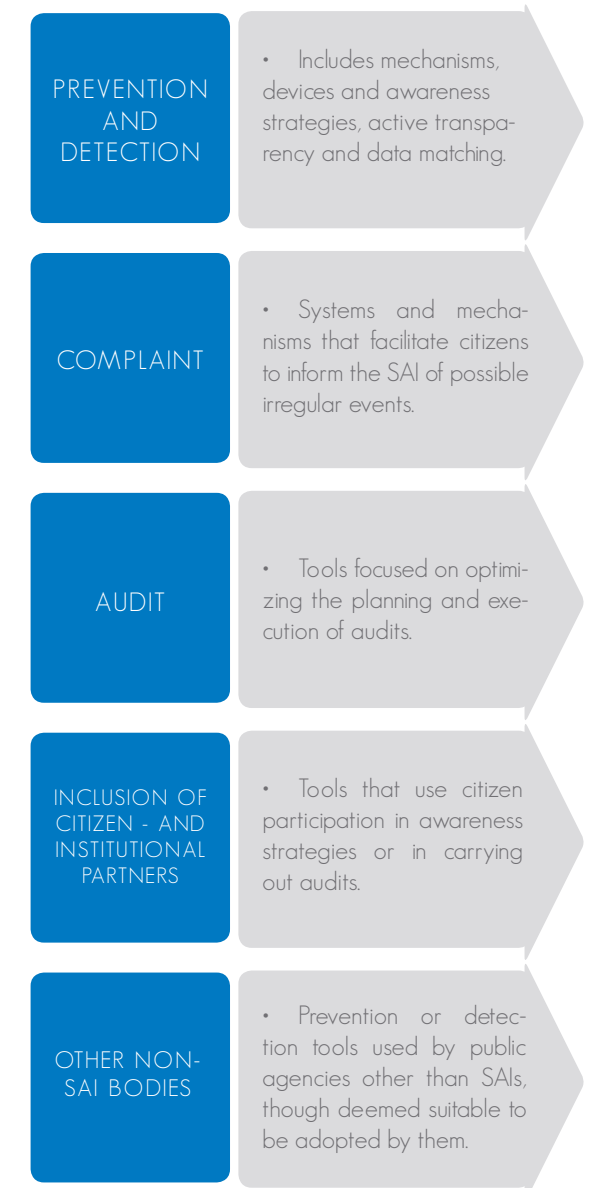 PREVENTION
AND
DETECTION
• Includes mechanisms,
devices and awareness
strategies, active transpa-
rency and data matching.
COMPLAINT
• Systems and mecha-
nisms that facilitate citizens
to inform the SAI of possible
irregular events.
AUDIT
• Tools focused on optimi-
zing the planning and exe-
cution of audits.
INCLUSION OF
CITIZEN - AND
INSTITUTIONAL
PARTNERS
• Tools that use citizen
participation in awareness
strategies or in carrying
out audits.
OTHER NON-
SAI BODIES
• Prevention or detec-
tion tools used by public
agencies other than SAIs,
though deemed suitable to
be adopted by them.